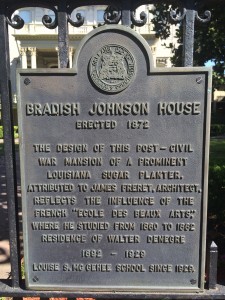 BRADISH JOHNSON HOUSE
ERECTED 1872
THE DESIGN OF THIS POST-CIVIL
WAR MANSION OF A PROMINENT
LOUISIANA SUGAR PLANTER,
ATTRIBUTED TO JAMES FRERET, ARCHITECT,
REFLECTS THE INFLUENCE OF THE
FRENCH "ECOLE DES BEAUX ARTS"
WHERE HE STUDIED FROM 1860 TO 1862
RESIDENCE OF WALTER DENEGRE
1892 - 1929
LOUISE S. MCGEHEE SCHOOL SINCE 1929.